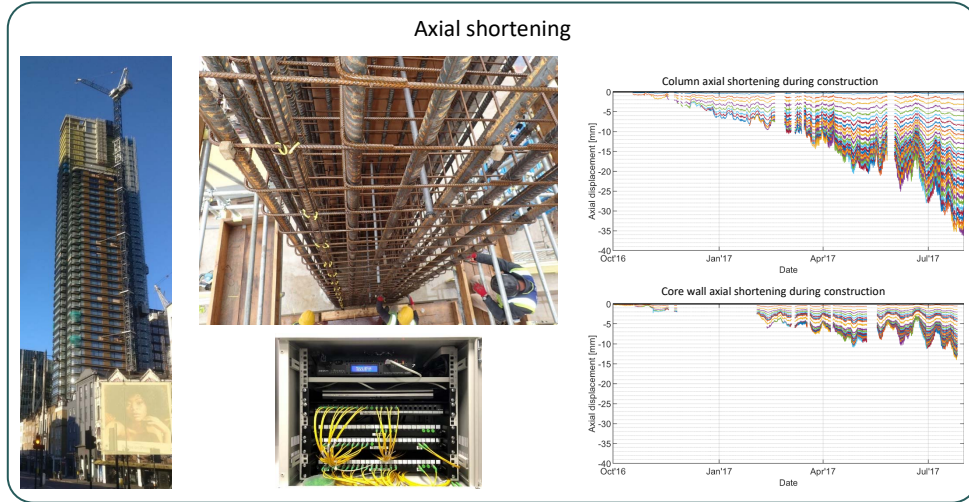 Axial shortening
Column axial shortening during construction
0
-5
-10
-15
-20
-25
-30
-35
-40
Axial displacement [mm]
Oct'16
Jan'17
Apr'17
Jul'17
Date
Core wall axial shortening during construction
0
-5
-10
-15
-20
-25
-30
-35
-40
Axial displacement [mm]
Oct'16
Jan'17
Apr'17
Jul'17
Date